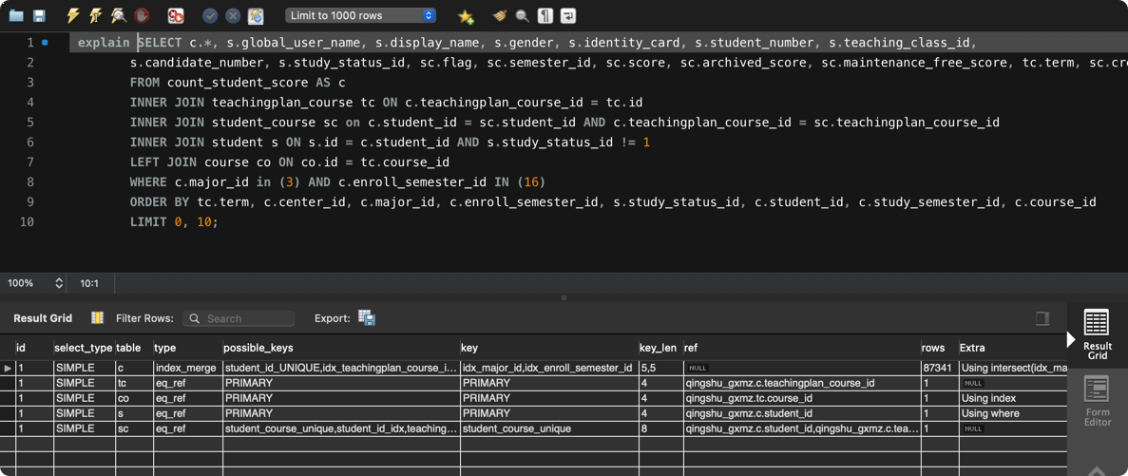 Limit to 1000 rows
1 explain SELECT c.*, s.global_user_name, s.display_name, s.gender, s.identity_card, s.student_number, s.teaching_class_id,
2 s.candidate_number, s.study_status_id, sc.flag, sc.semester_id, sc.score, sc.archived_score, sc.maintenance_free_score, tc.term, sc.cr
3 FROM count_student_score AS c
4 INNER JOIN teachingplan_course tc ON c.teachingplan_course_id = tc.id
5 INNER JOIN student_course sc on c.student_id = sc.student_id AND c.teachingplan_course_id = sc.teachingplan_course_id
6 INNER JOIN student s ON s.id = c.student_id AND s.study_status_id != 1
7 LEFT JOIN course co ON co.id = tc.course_id
8 WHERE c.major_id in (3) AND c.enroll_semester_id IN (16)
9 ORDER BY tc.term, c.center_id, c.major_id, c.enroll_semester_id, s.study_status_id, c.student_id, c.study_semester_id, c.course_id
10 LIMIT 0, 10;
100% 10:1
Result Grid Filter Rows: Search Export:
id select_type table type possible_keys key key_len ref rows Extra
1 SIMPLE c index_merge student_id_UNIQUE,idx_teachingplan_course_i... idx_major_id,idx_enroll_semester_id 5,5 NULL 87341 Using intersect(idx_ma
1 SIMPLE tc eq_ref PRIMARY PRIMARY 4 qingshu_gxmz.c.teachingplan_course_id 1 NULL
1 SIMPLE co eq_ref PRIMARY PRIMARY 4 qingshu_gxmz.tc.course_id 1 Using index
1 SIMPLE s eq_ref PRIMARY PRIMARY 4 qingshu_gxmz.c.student_id 1 Using where
1 SIMPLE sc eq_ref student_course_unique,student_id_idx,teaching... student_course_unique 8 qingshu_gxmz.c.student_id,qingshu_gxmz.c.tea... 1 NULL
Result
Grid
Form
Editor